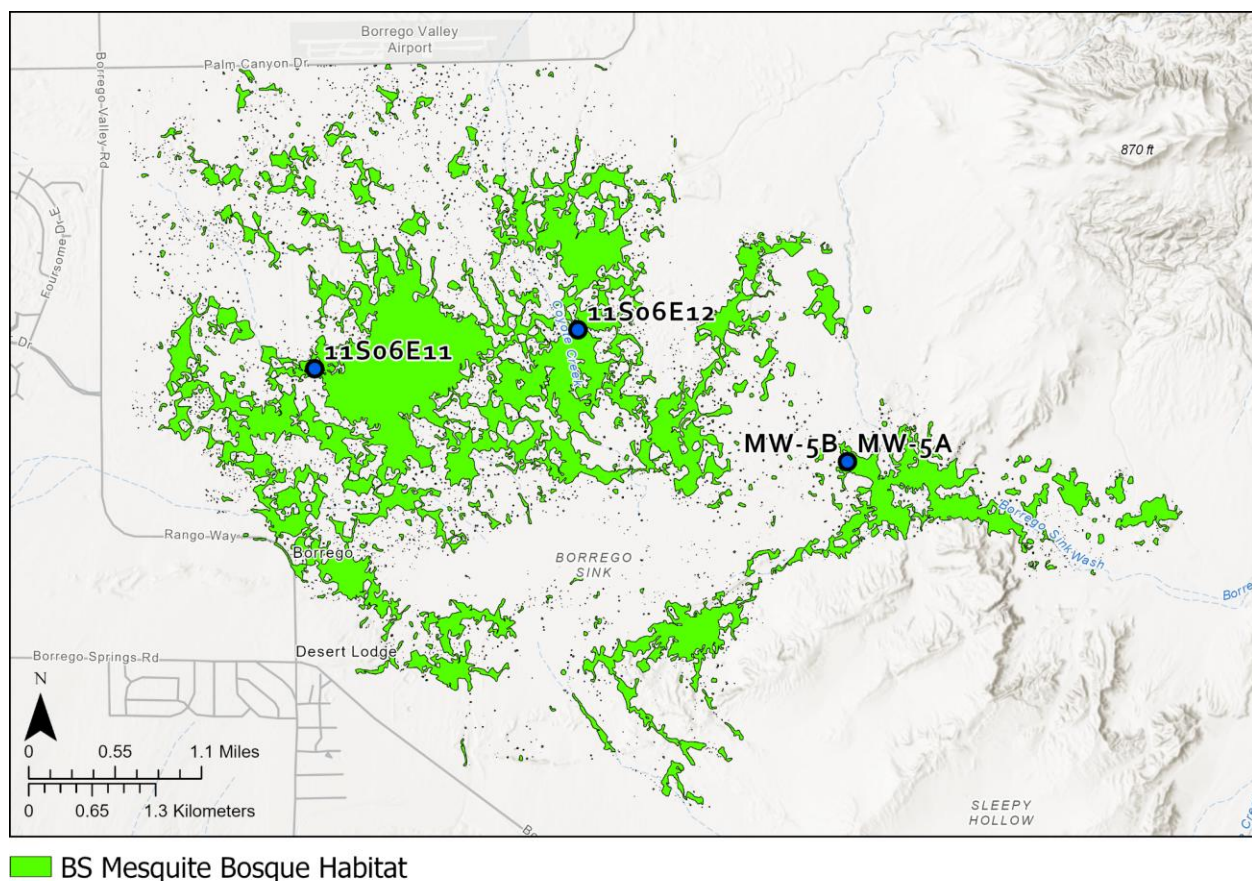 Borrego Valley
Airport
Palm Canyon Dr
Borrego-Valley-Rd
870 ft
Foursome Dr E
Dr
11S06E12
Coyote Creek
11S06E11
MW-5B MW-5A
Borrego Sink Wash
Rango Way
Borrego
BORREGO
SINK
Desert Lodge
Borrego Springs Rd
N
0 0.55 1.1 Miles
0 0.65 1.3 Kilometers
SLEEPY
HOLLOW
BS Mesquite Bosque Habitat